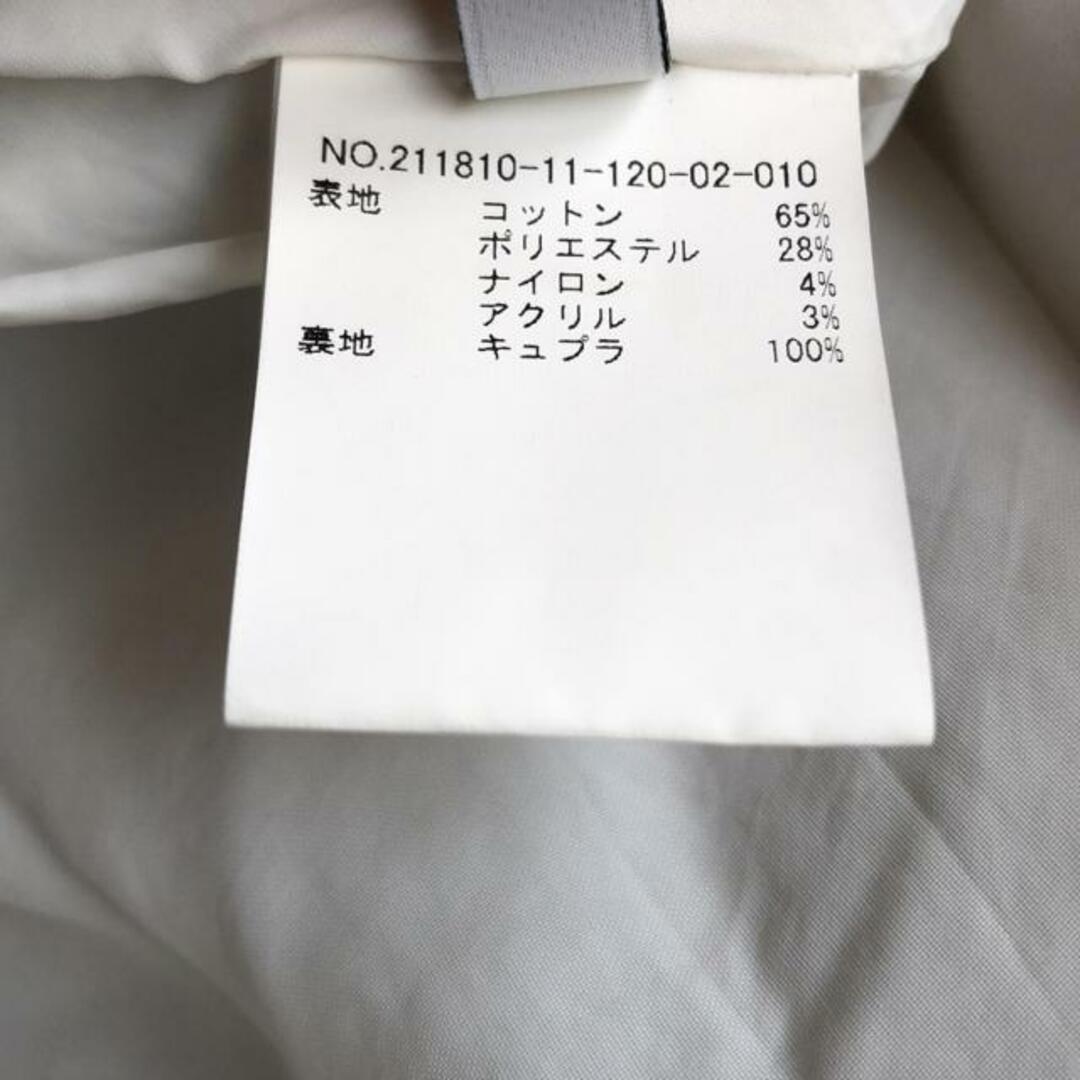 NO.211810-11-120-02-010
表地 コットン 65%
ポリエステル 28%
ナイロン 4%
アクリル 3%
裏地 キュプラ 100%